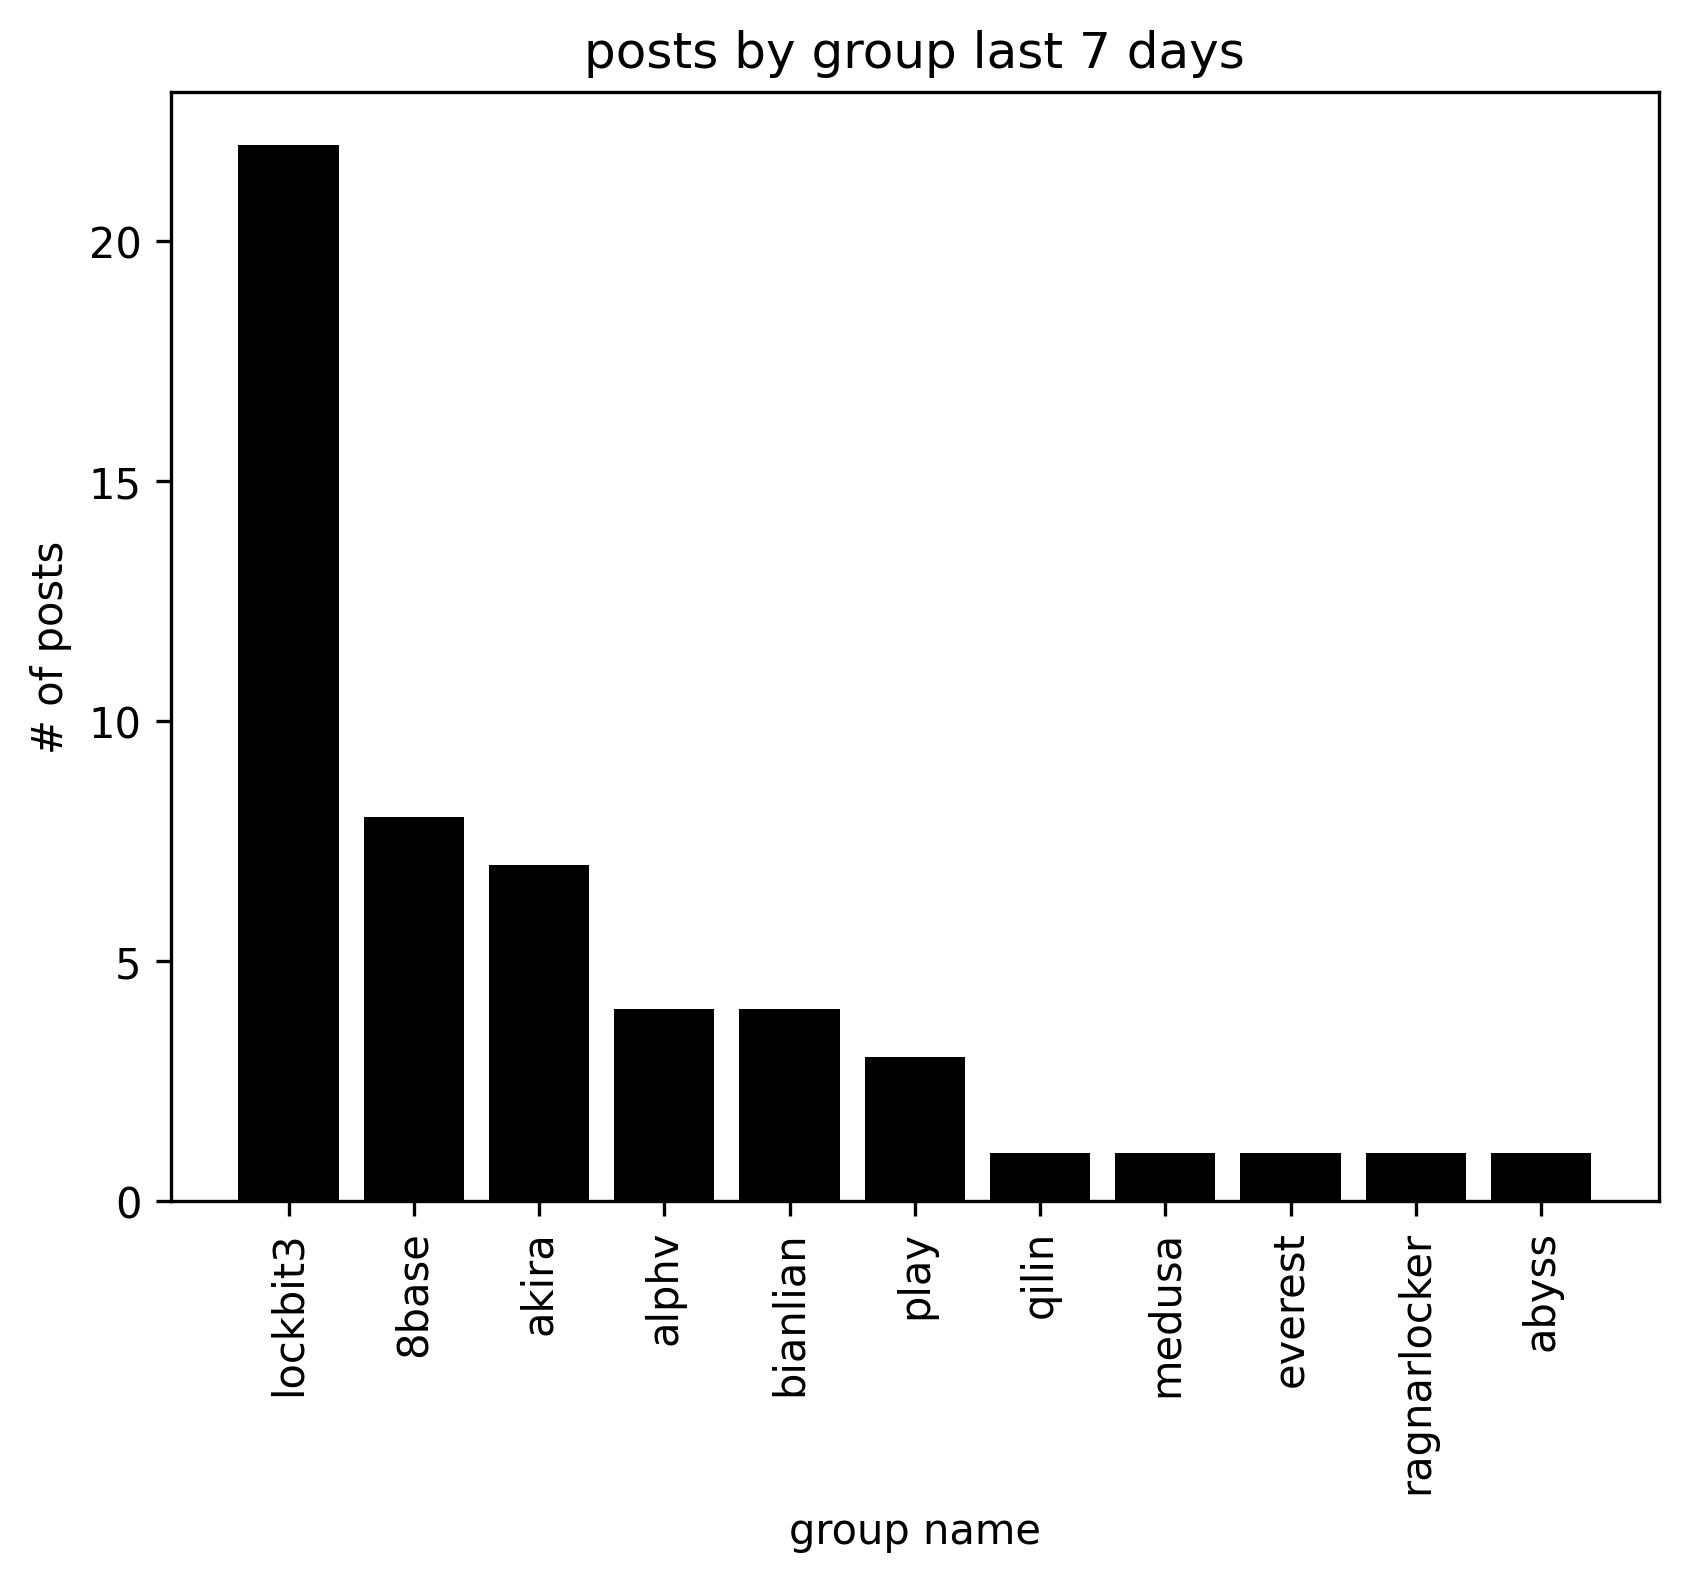 posts by group last 7 days
# of posts
20
15
10
5
0
lockbit3
8base
akira
alphv
bianlian
play
qilin
medusa
everest
ragnarlocker
abyss
group name